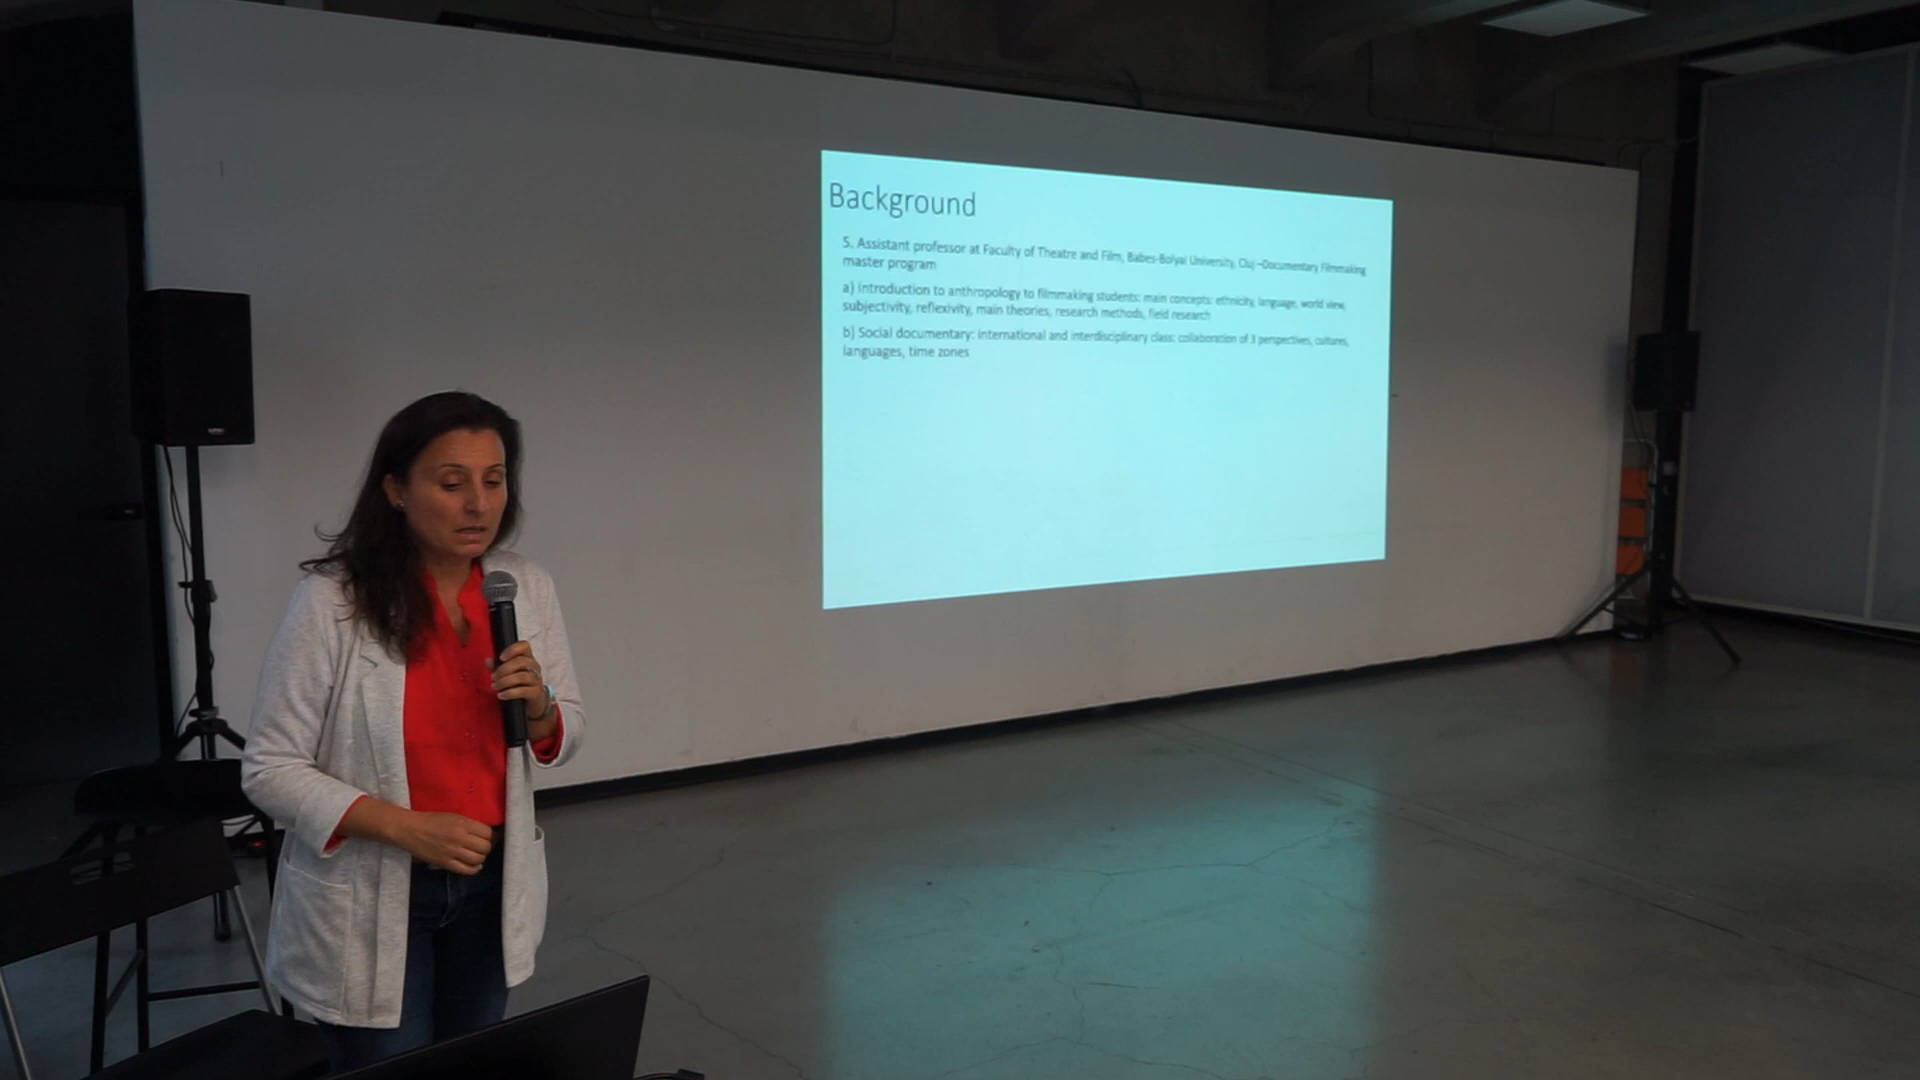 Background
5. Assistant professor at Faculty of Theatre and Film, Babes-Bolyai University, Cluj –Documentary Filmmaking
master program
a) Introduction to anthropology to filmmaking students: main concepts: ethnicity, language, world view,
subjectivity, reflexivity, main theories, research methods, field research
b) Social documentary: international and interdisciplinary class: collaboration of 3 perspectives, cultures,
languages, time zones